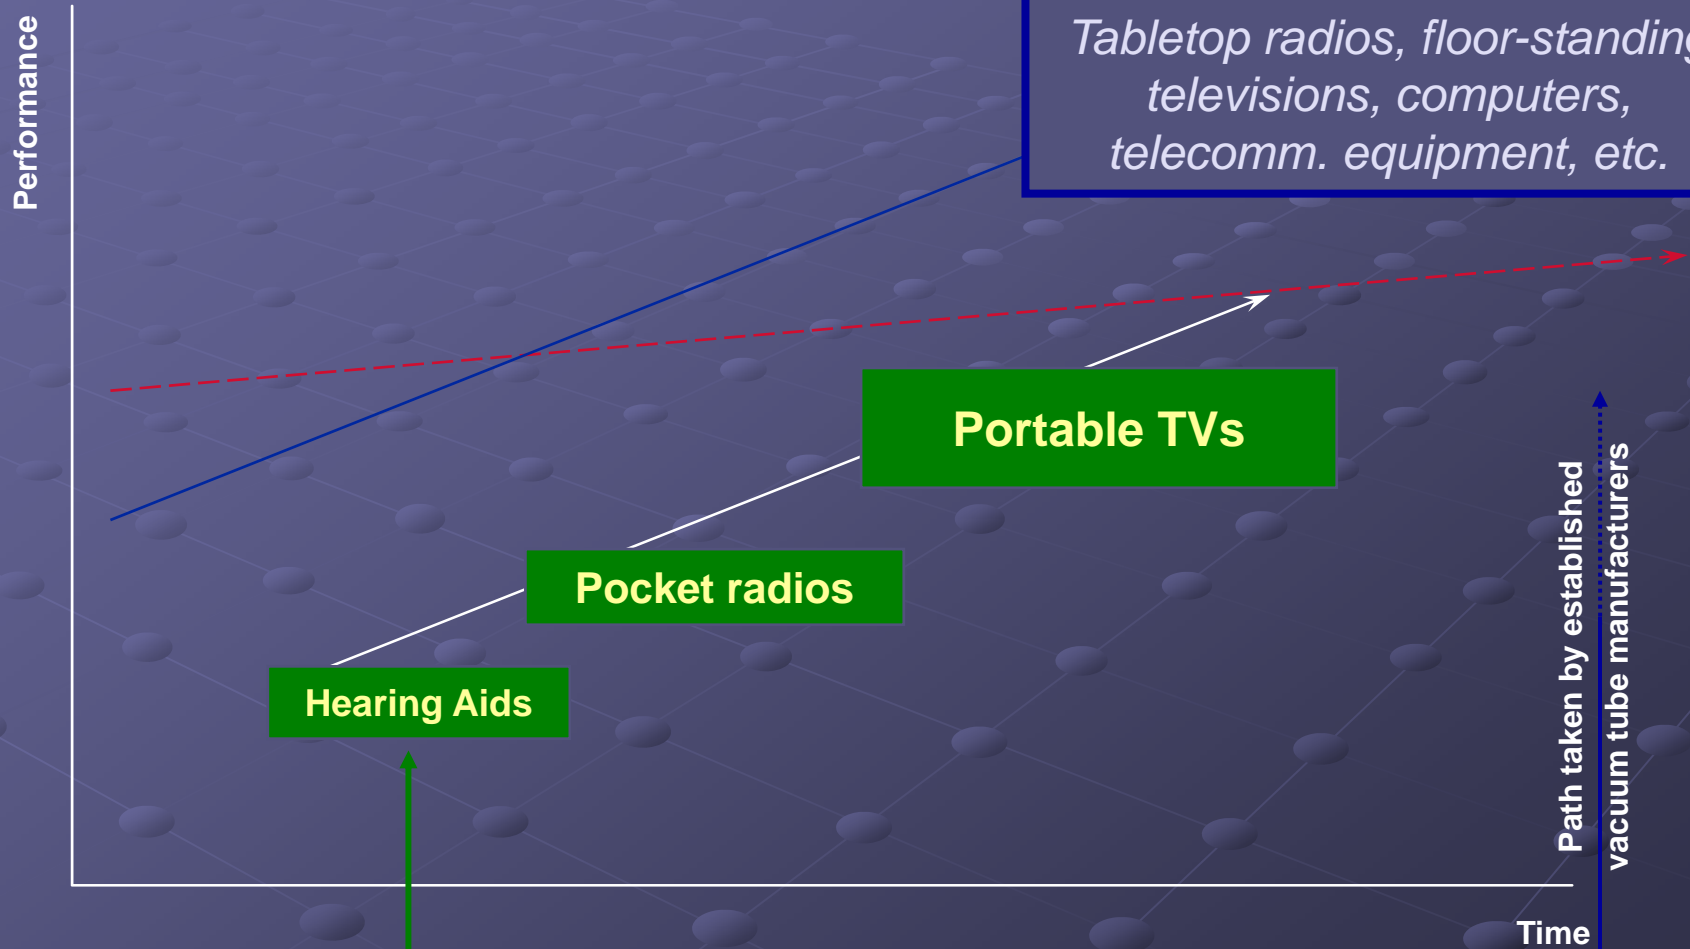 Performance
Tabletop radios, floor-standing
televisions, computers,
telecomm. equipment, etc.
Portable TVs
Pocket radios
Hearing Aids
Path taken by established
vacuum tube manufacturers
Time